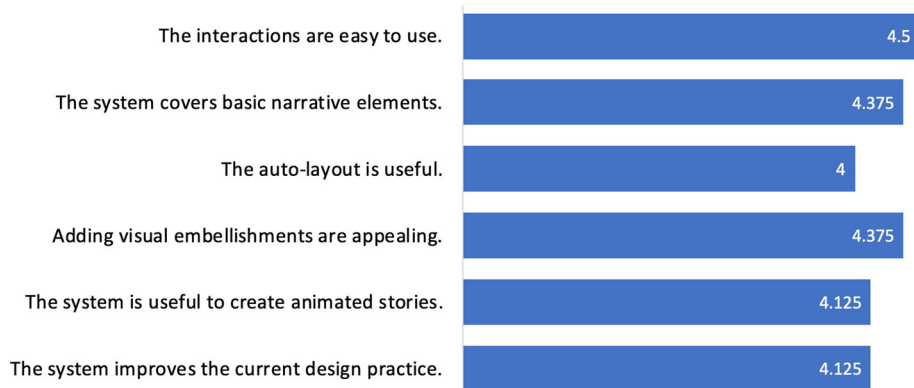 The interactions are easy to use. 4.5
The system covers basic narrative elements. 4.375
The auto-layout is useful. 4
Adding visual embellishments are appealing. 4.375
The system is useful to create animated stories. 4.125
The system improves the current design practice. 4.125